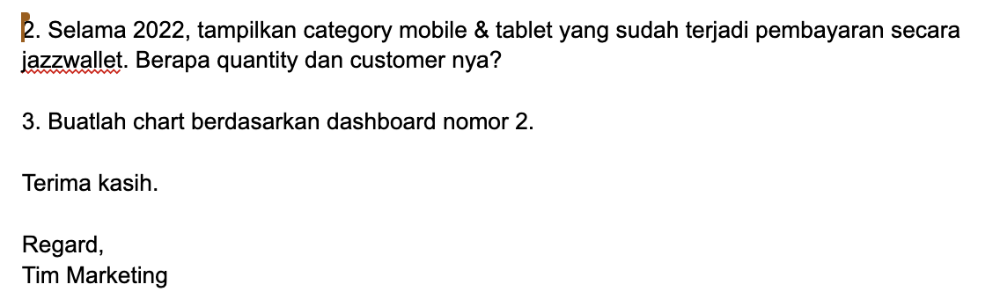 2. Selama 2022, tampilkan category mobile & tablet yang sudah terjadi pembayaran secara
jazzwallet. Berapa quantity dan customer nya?
3. Buatlah chart berdasarkan dashboard nomor 2.
Terima kasih.
Regard,
Tim Marketing